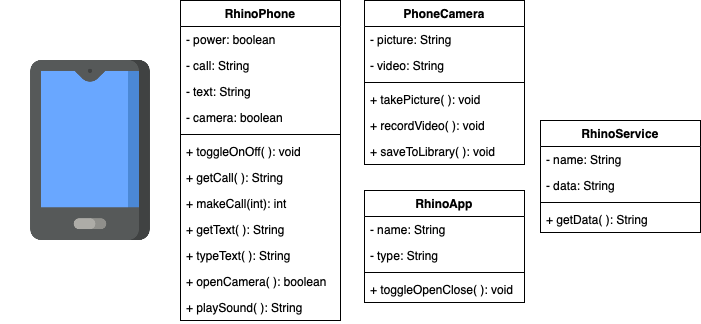 RhinoPhone
- power: boolean
- call: String
- text: String
- camera: boolean
+ toggleOnOff( ): void
+ getCall( ): String
+ makeCall(int): int
+ getText( ): String
+ typeText( ): String
+ openCamera( ): boolean
+ playSound( ): String
PhoneCamera
- picture: String
- video: String
+ takePicture( ): void
+ recordVideo( ): void
+ saveToLibrary( ): void
RhinoApp
- name: String
- type: String
+ toggleOpenClose( ): void
RhinoService
- name: String
- data: String
+ getData( ): String